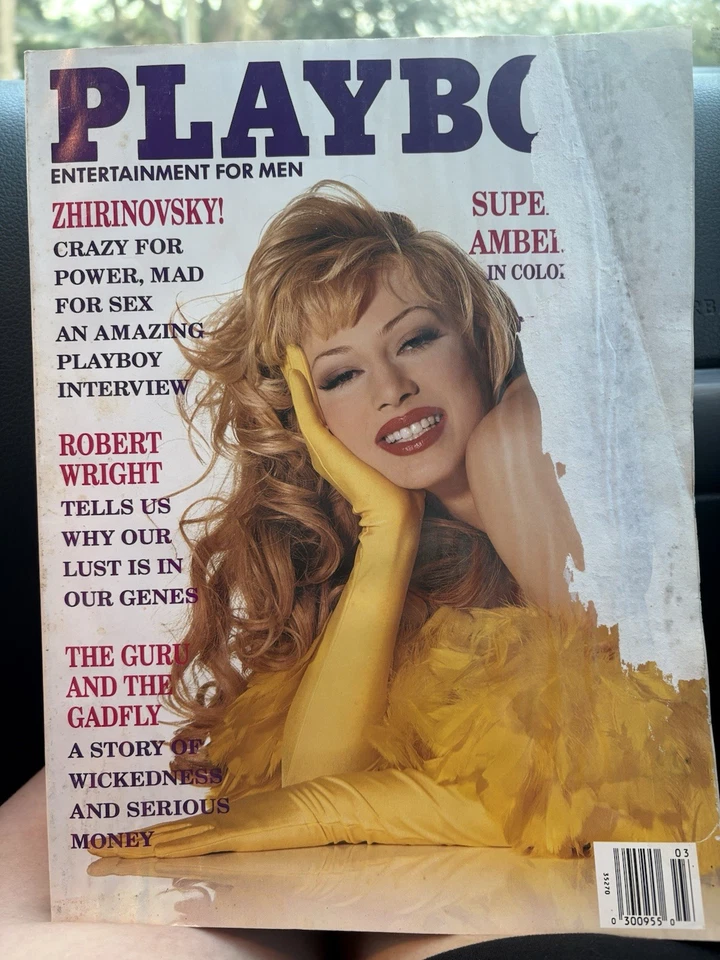 PLAYBO
ENTERTAINMENT FOR MEN
ZHIRINOVSKY!
CRAZY FOR
POWER, MAD
FOR SEX
AN AMAZING
PLAYBOY
INTERVIEW
SUPE
AMBE
IN COLO
ROBERT
WRIGHT
TELLS US
WHY OUR
LUST IS IN
OUR GENES
THE GURU
AND THE
GADFLY
A STORY OF
WICKEDNESS
AND SERIOUS
MONEY
03
35270
0 300955 0